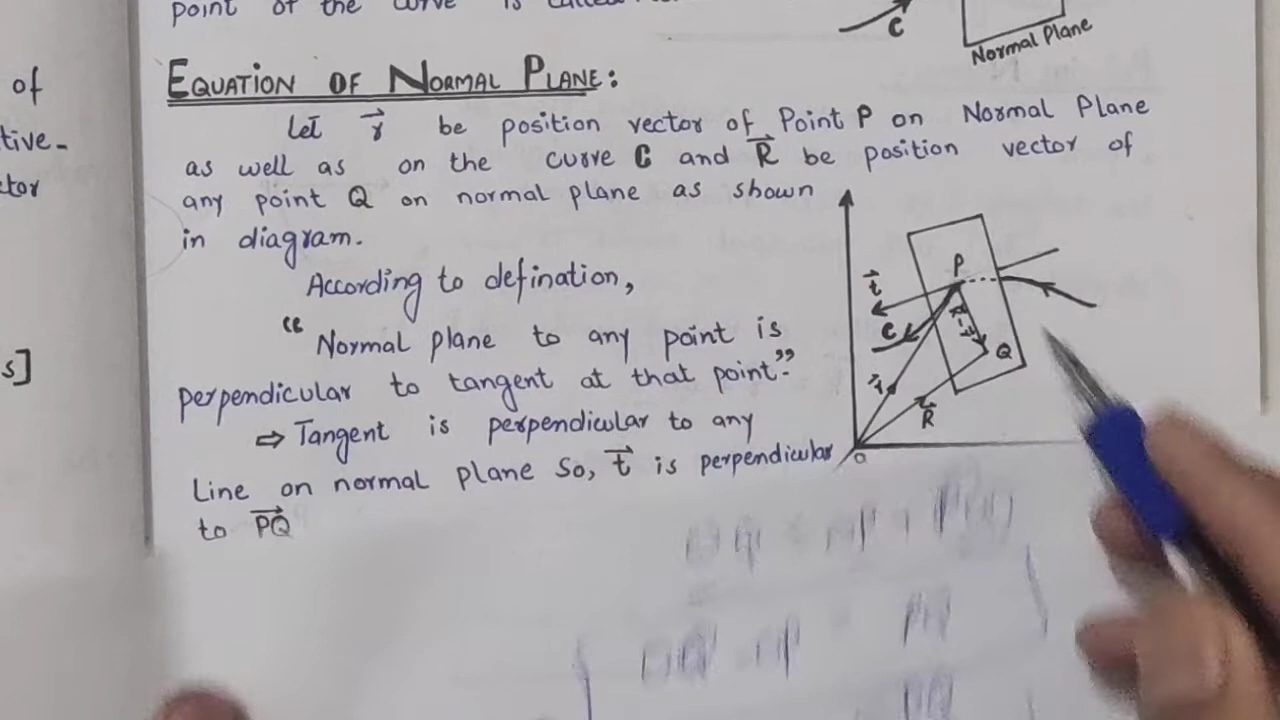 point of the curve is called
C
Normal Plane
of
tive-
ctor
s]
EQUATION OF NORMAL PLANE:
Let r⃗ be position vector of Point P on Normal Plane
as well as on the curve C and R⃗ be position vector of
any point Q on normal plane as shown
in diagram.
According to defination,
“ Normal plane to any point is
perpendicular to tangent at that point.”
⇨ Tangent is perpendicular to any
Line on normal plane So, t⃗ is perpendicular
to PQ⃗
P
t⃗
C
R⃗-r⃗
Q
r⃗
R⃗
o